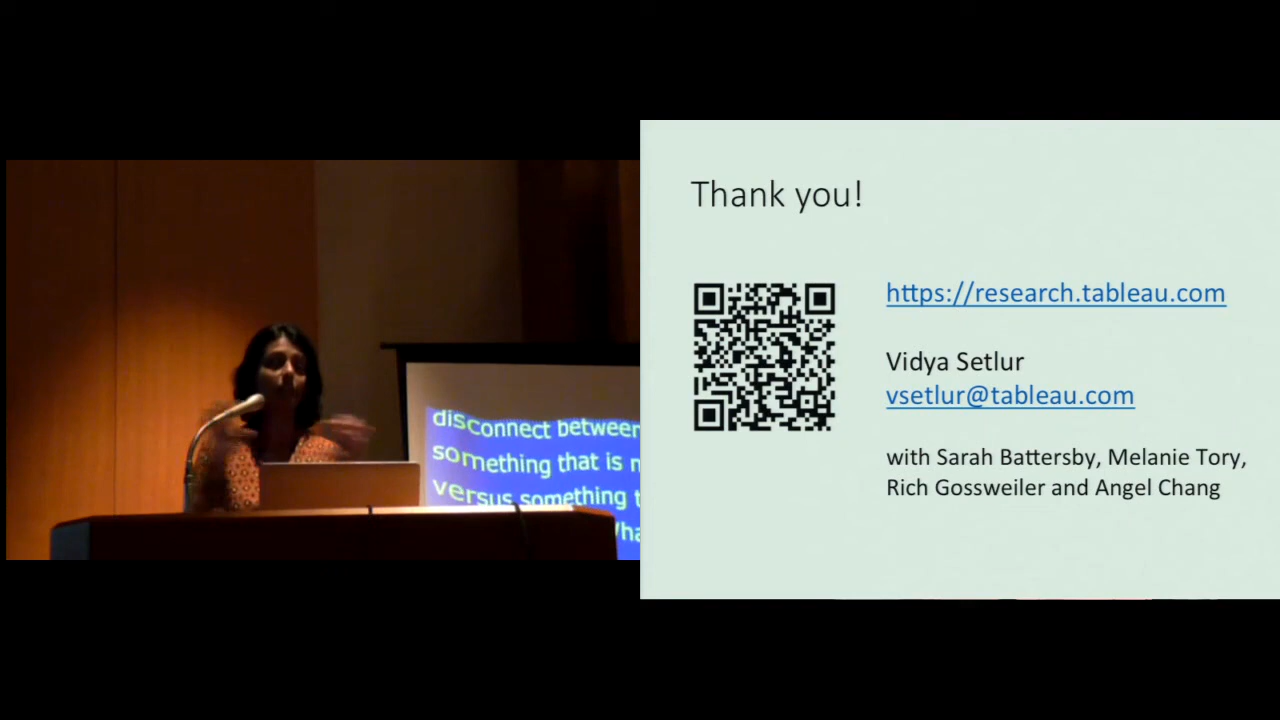 disconnect between
something that is
versus something
Thank you!
https://research.tableau.com
Vidya Setlur
vsetlur@tableau.com
with Sarah Battersby, Melanie Tory,
Rich Gossweiler and Angel Chang